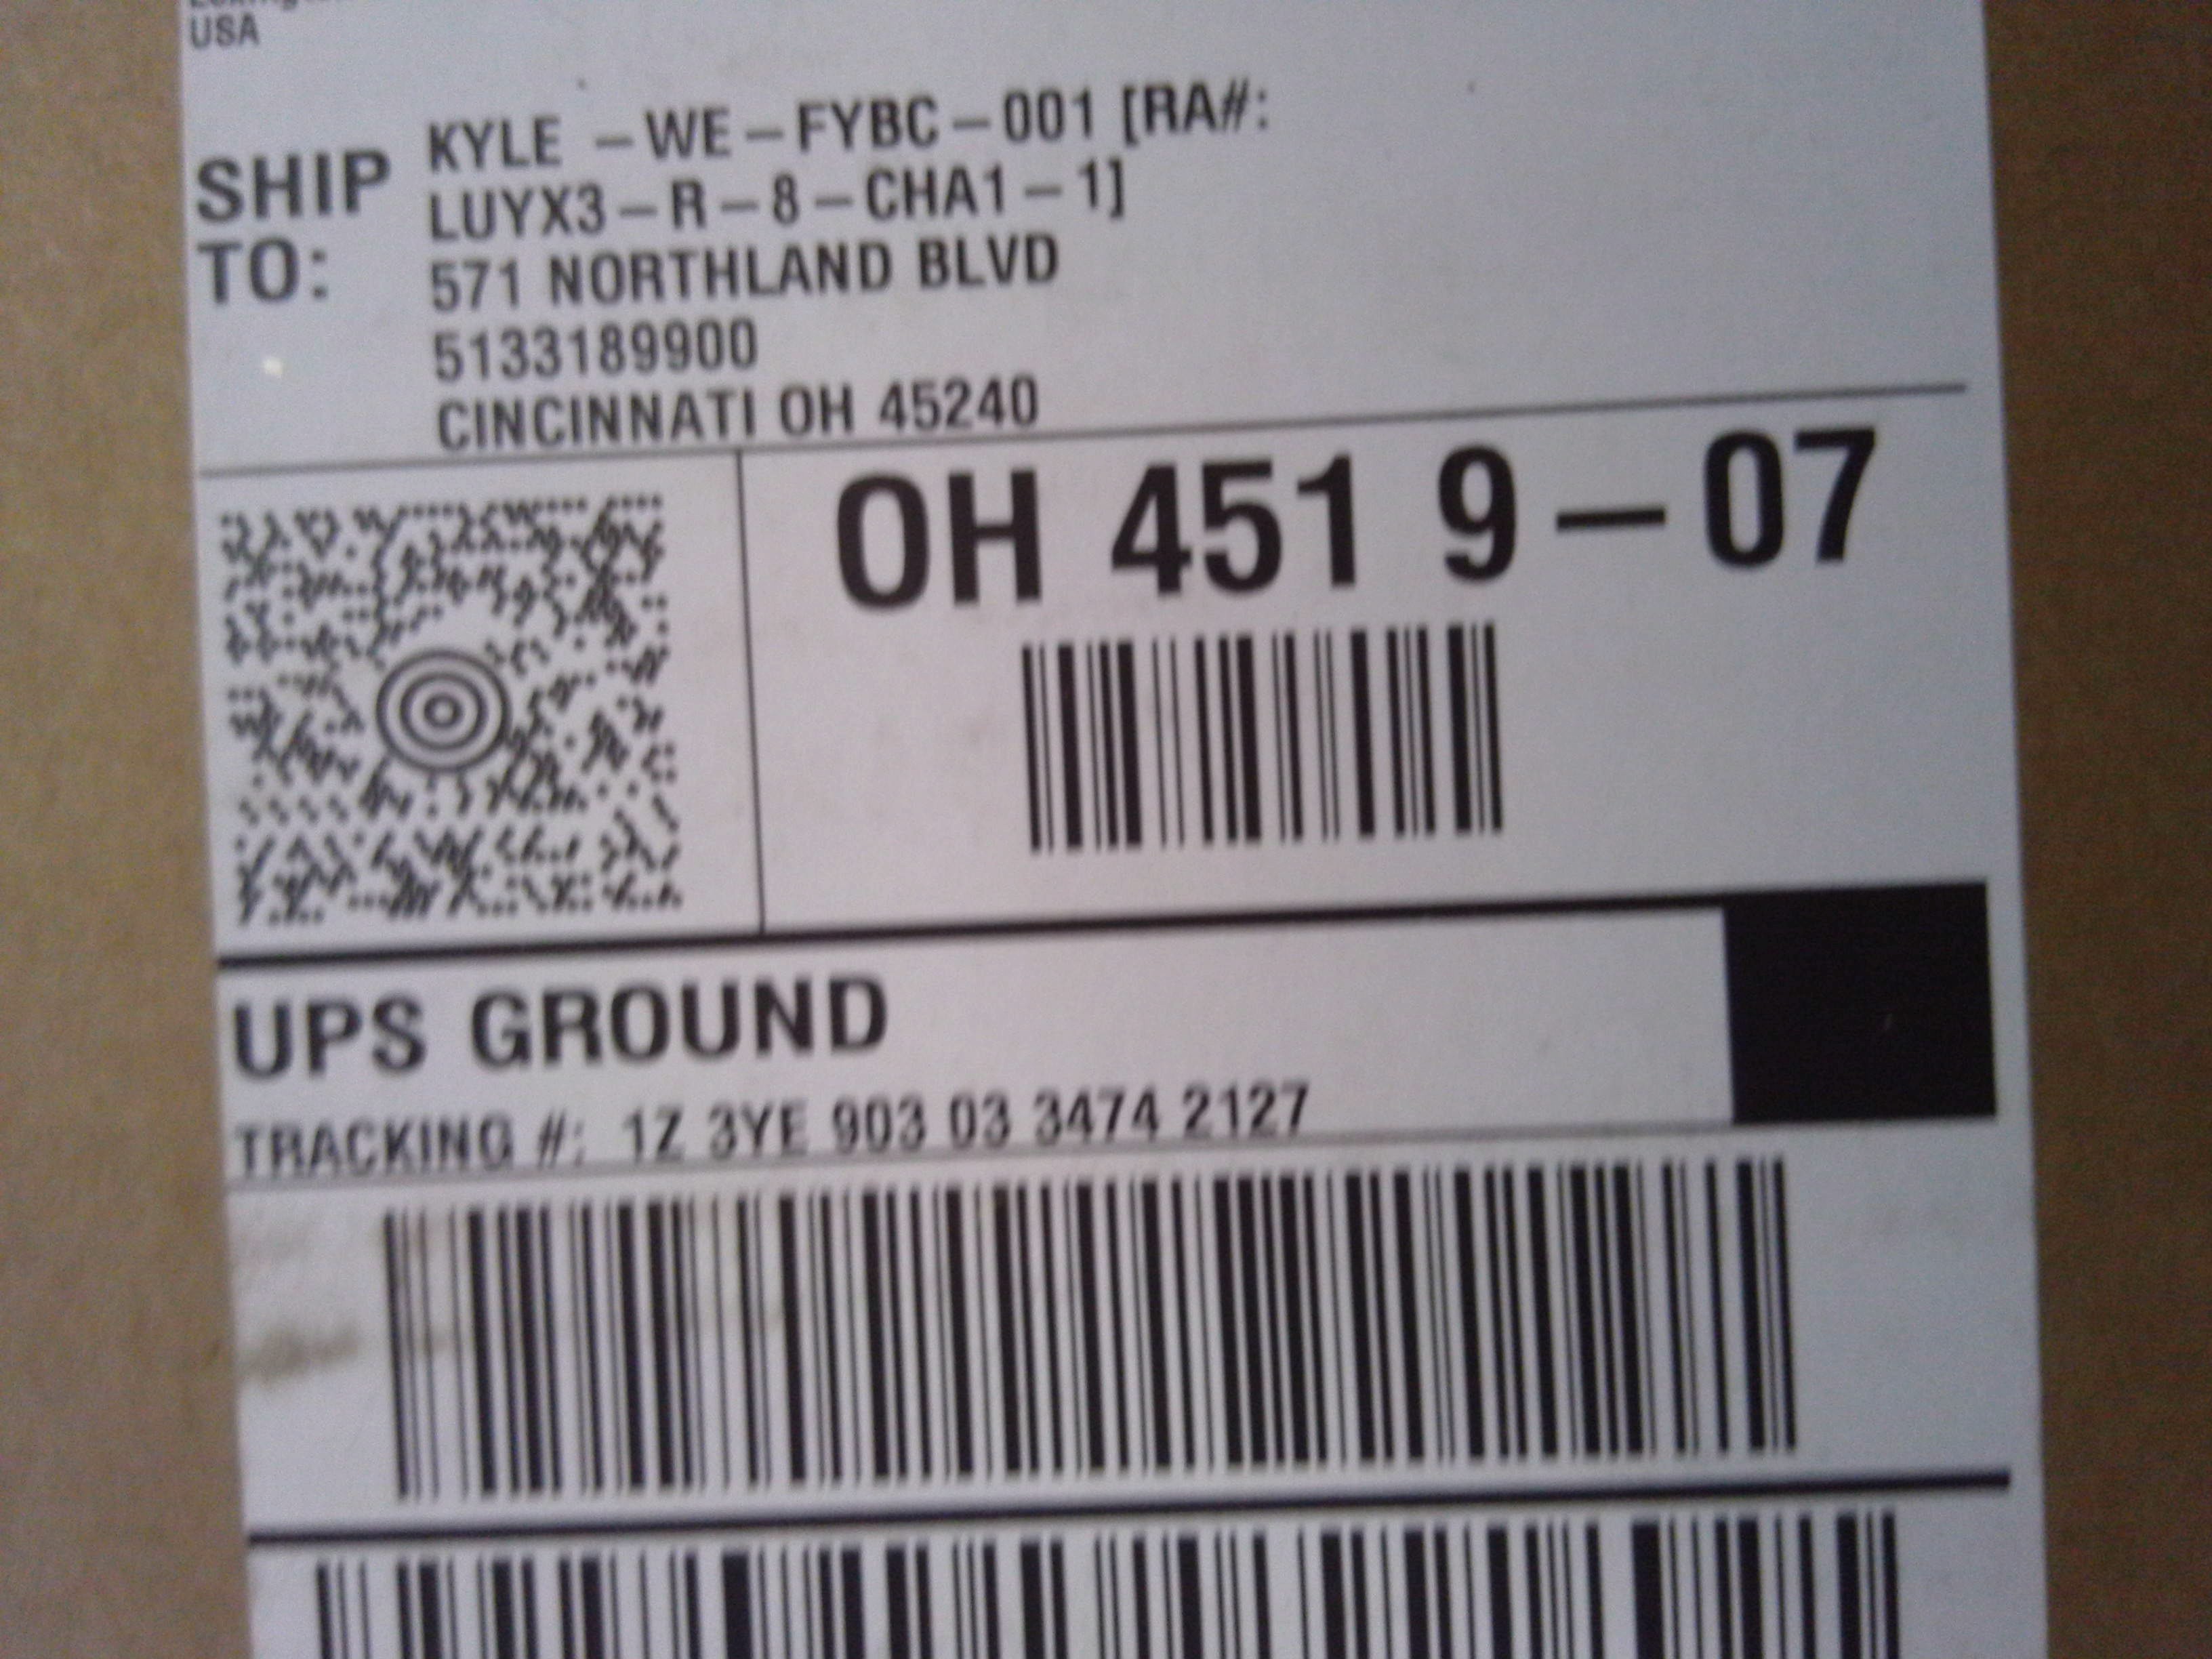 USA
SHIP TO:
KYLE -WE-FYBC-001 [RA#:
LUYX3-R-8-CHA1-1]
571 NORTHLAND BLVD
5133189900
CINCINNATI OH 45240
OH 451 9-07
UPS GROUND
TRACKING #: 1Z 3YE 903 03 3474 2127